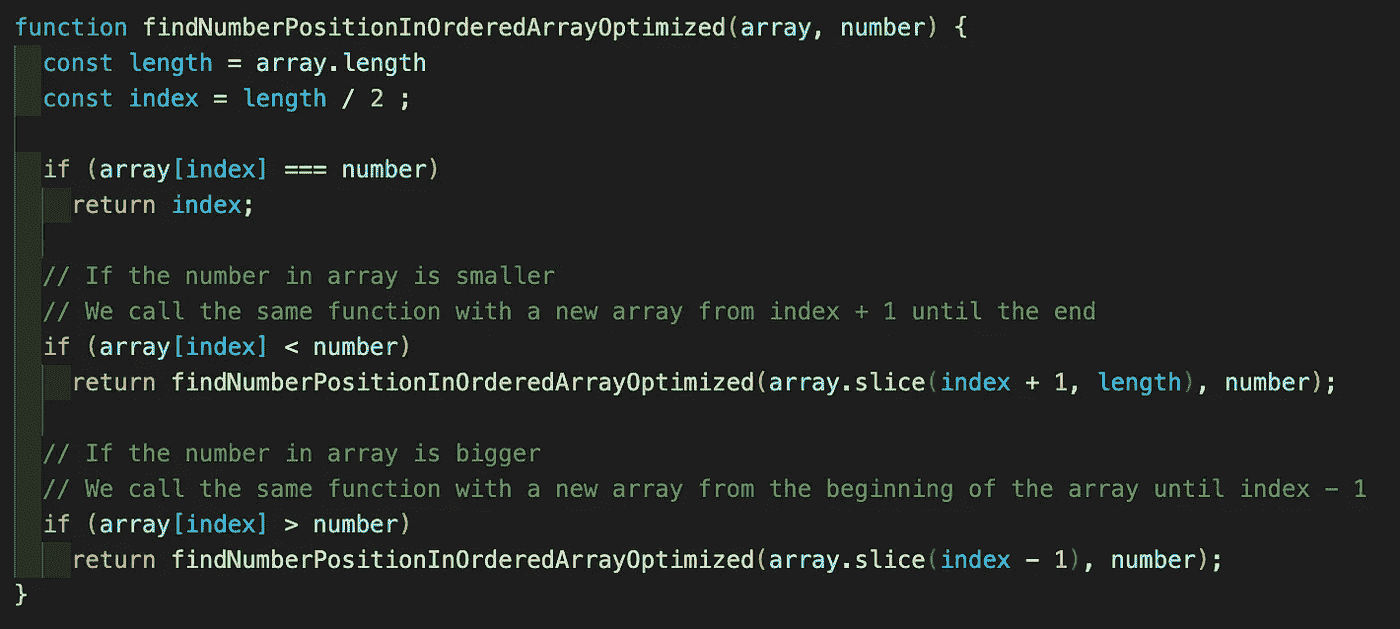 function findNumberPositionInOrderedArrayOptimized(array, number) {
const length = array.length
const index = length / 2 ;
if (array[index] === number)
return index;
// If the number in array is smaller
// We call the same function with a new array from index + 1 until the end
if (array[index] < number)
return findNumberPositionInOrderedArrayOptimized(array.slice(index + 1, length), number);
// If the number in array is bigger
// We call the same function with a new array from the beginning of the array until index - 1
if (array[index] > number)
return findNumberPositionInOrderedArrayOptimized(array.slice(index - 1), number);
}